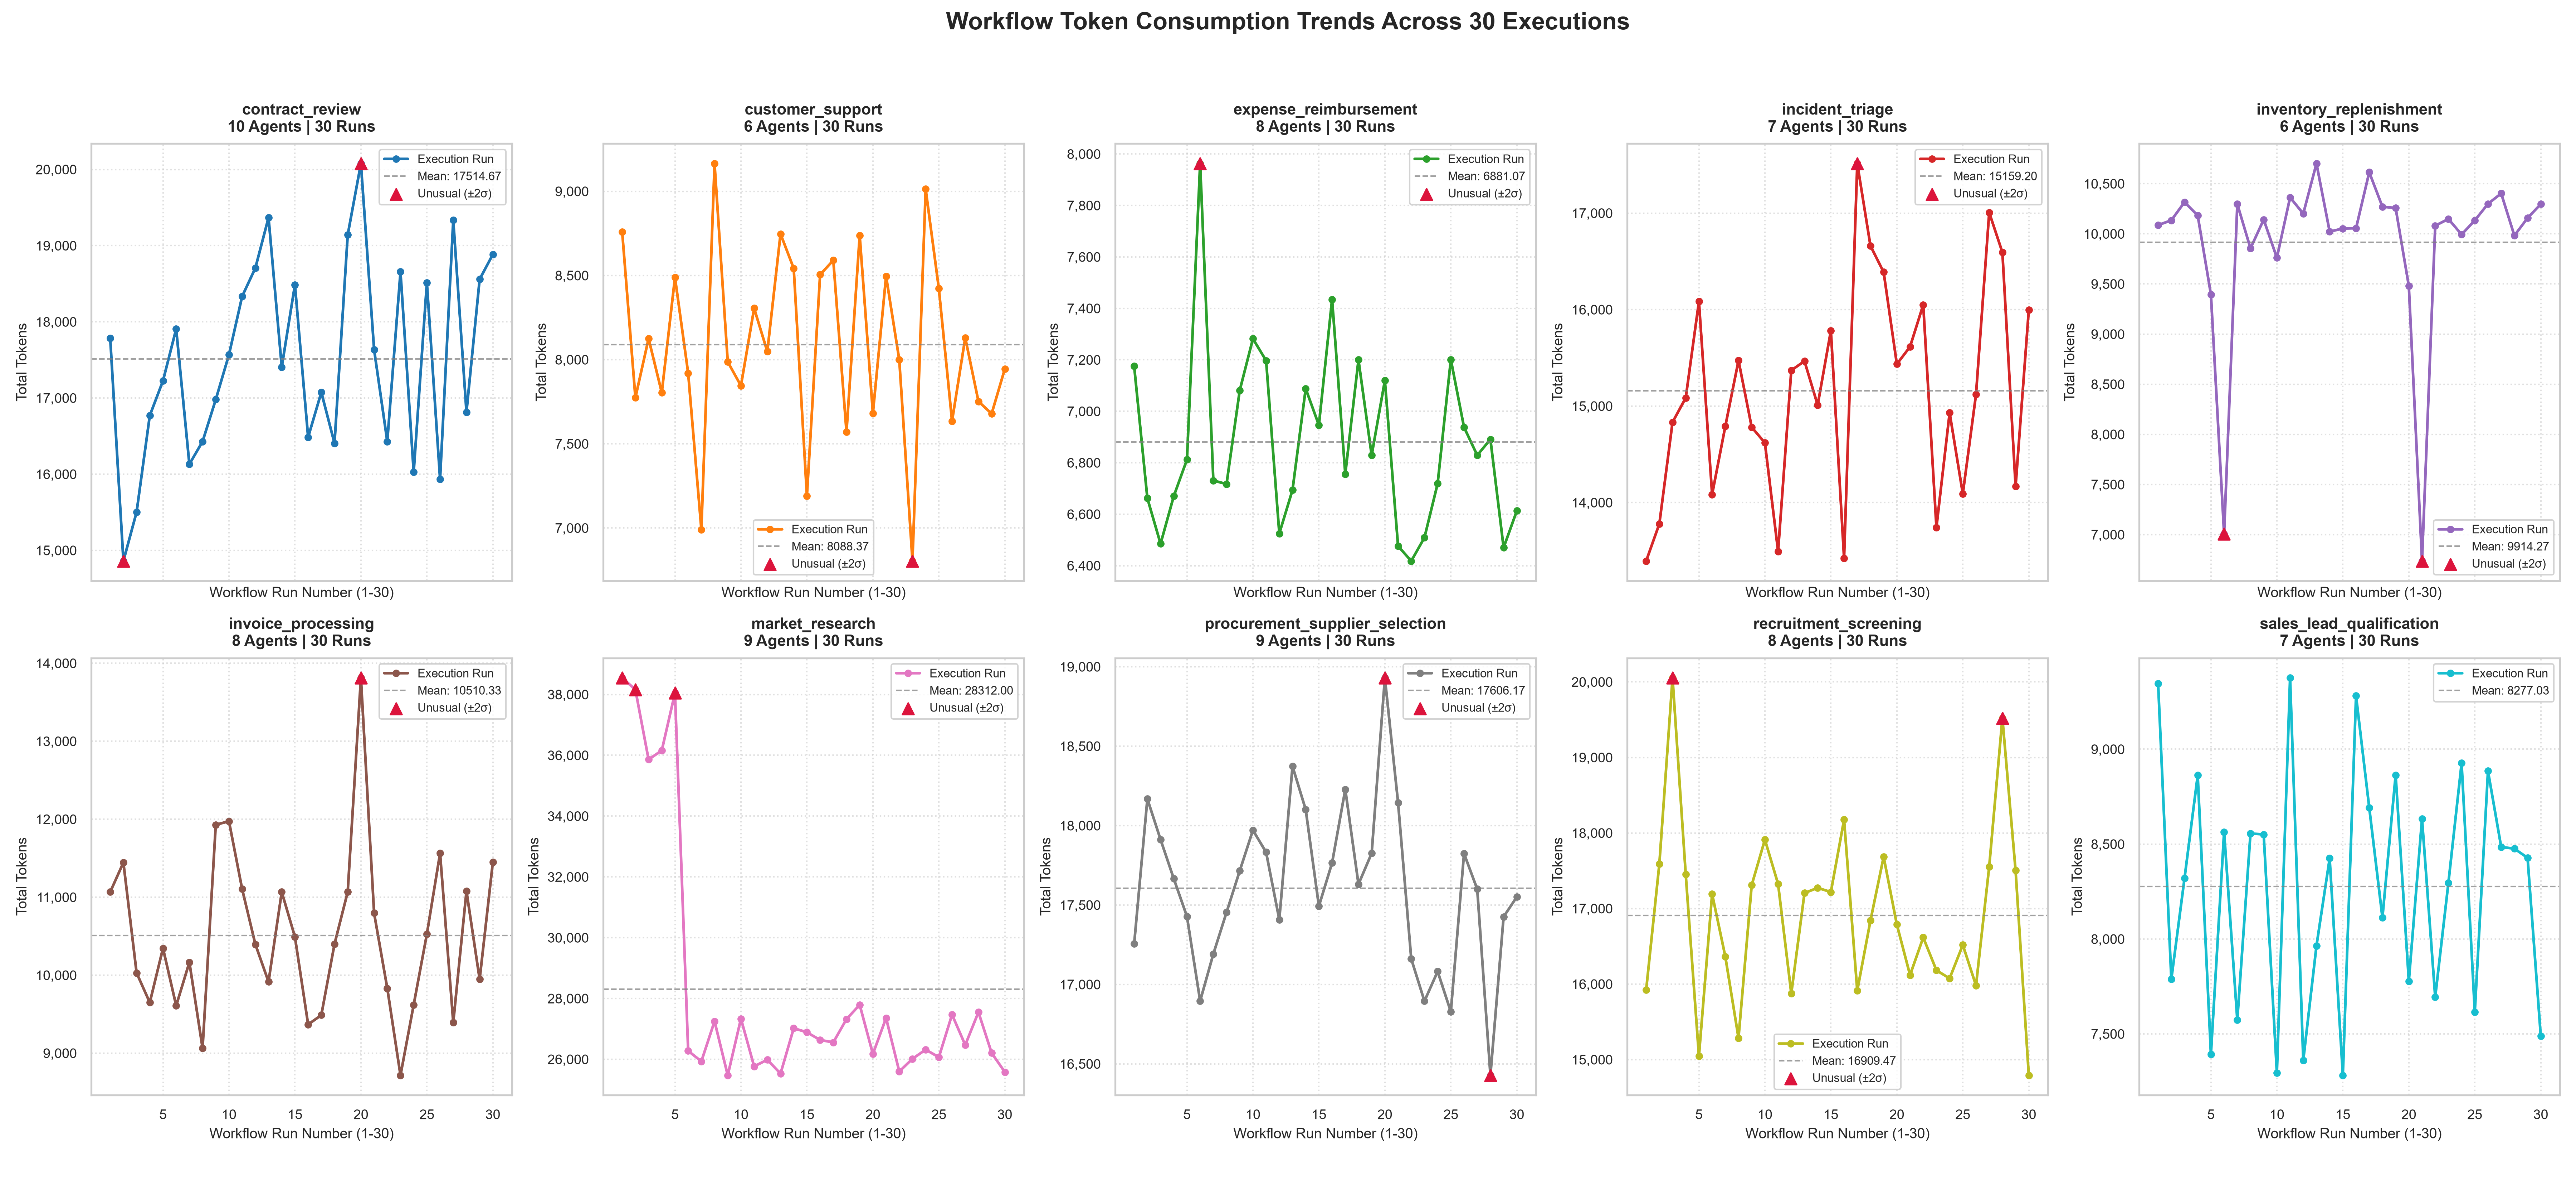 Workflow Token Consumption Trends Across 30 Executions
contract_review
10 Agents | 30 Runs
Total Tokens
20,000
19,000
18,000
17,000
16,000
15,000
Execution Run
Mean: 17514.67
Unusual (±2σ)
Workflow Run Number (1-30)
customer_support
6 Agents | 30 Runs
Total Tokens
9,000
8,500
8,000
7,500
7,000
Execution Run
Mean: 8088.37
Unusual (±2σ)
Workflow Run Number (1-30)
expense_reimbursement
8 Agents | 30 Runs
Total Tokens
8,000
7,800
7,600
7,400
7,200
7,000
6,800
6,600
6,400
Execution Run
Mean: 6881.07
Unusual (±2σ)
Workflow Run Number (1-30)
incident_triage
7 Agents | 30 Runs
Total Tokens
17,000
16,000
15,000
14,000
Execution Run
Mean: 15159.20
Unusual (±2σ)
Workflow Run Number (1-30)
inventory_replenishment
6 Agents | 30 Runs
Total Tokens
10,500
10,000
9,500
9,000
8,500
8,000
7,500
7,000
Execution Run
Mean: 9914.27
Unusual (±2σ)
Workflow Run Number (1-30)
invoice_processing
8 Agents | 30 Runs
Total Tokens
14,000
13,000
12,000
11,000
10,000
9,000
Execution Run
Mean: 10510.33
Unusual (±2σ)
5 10 15 20 25 30
Workflow Run Number (1-30)
market_research
9 Agents | 30 Runs
Total Tokens
38,000
36,000
34,000
32,000
30,000
28,000
26,000
Execution Run
Mean: 28312.00
Unusual (±2σ)
5 10 15 20 25 30
Workflow Run Number (1-30)
procurement_supplier_selection
9 Agents | 30 Runs
Total Tokens
19,000
18,500
18,000
17,500
17,000
16,500
Execution Run
Mean: 17606.17
Unusual (±2σ)
5 10 15 20 25 30
Workflow Run Number (1-30)
recruitment_screening
8 Agents | 30 Runs
Total Tokens
20,000
19,000
18,000
17,000
16,000
15,000
Execution Run
Mean: 16909.47
Unusual (±2σ)
5 10 15 20 25 30
Workflow Run Number (1-30)
sales_lead_qualification
7 Agents | 30 Runs
Total Tokens
9,000
8,500
8,000
7,500
Execution Run
Mean: 8277.03
5 10 15 20 25 30
Workflow Run Number (1-30)